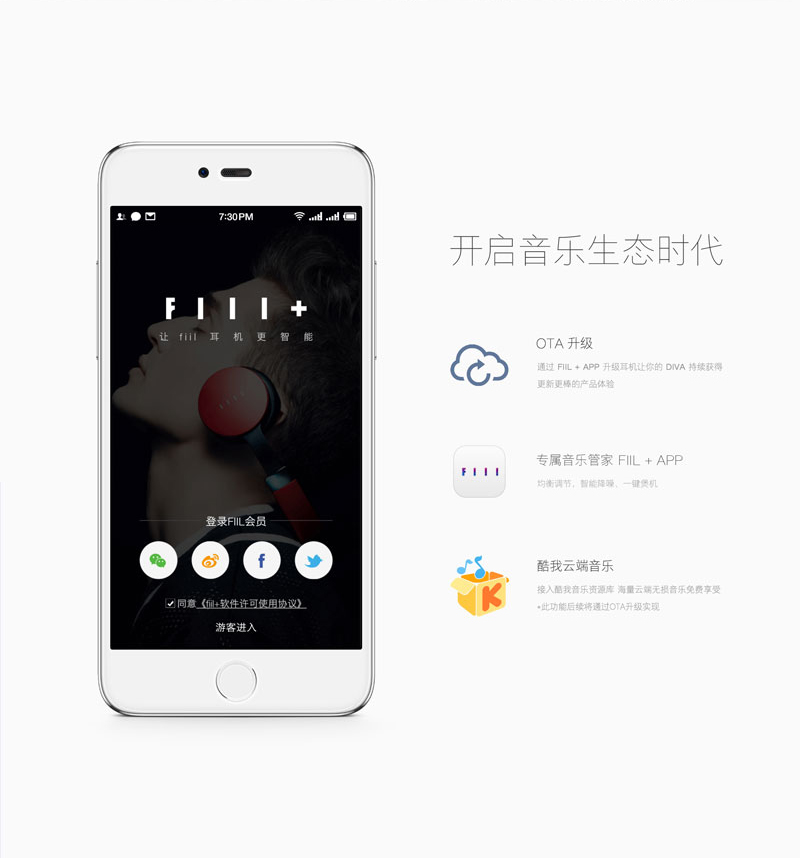 7:30PM
FIIL+
让 fiil 耳 机 更 智 能
登录FIIL会员
同意《fiil+软件许可使用协议》
游客进入
开启音乐生态时代
OTA 升级
通过 FIIL + APP 升级耳机让你的 DIVA 持续获得
更新更棒的产品体验
FIIL
专属音乐管家 FIIL + APP
均衡调节、智能降噪、一键煲机
K
酷我云端音乐
接入酷我音乐资源库 海量云端无损音乐免费享受
*此功能后续将通过OTA升级实现